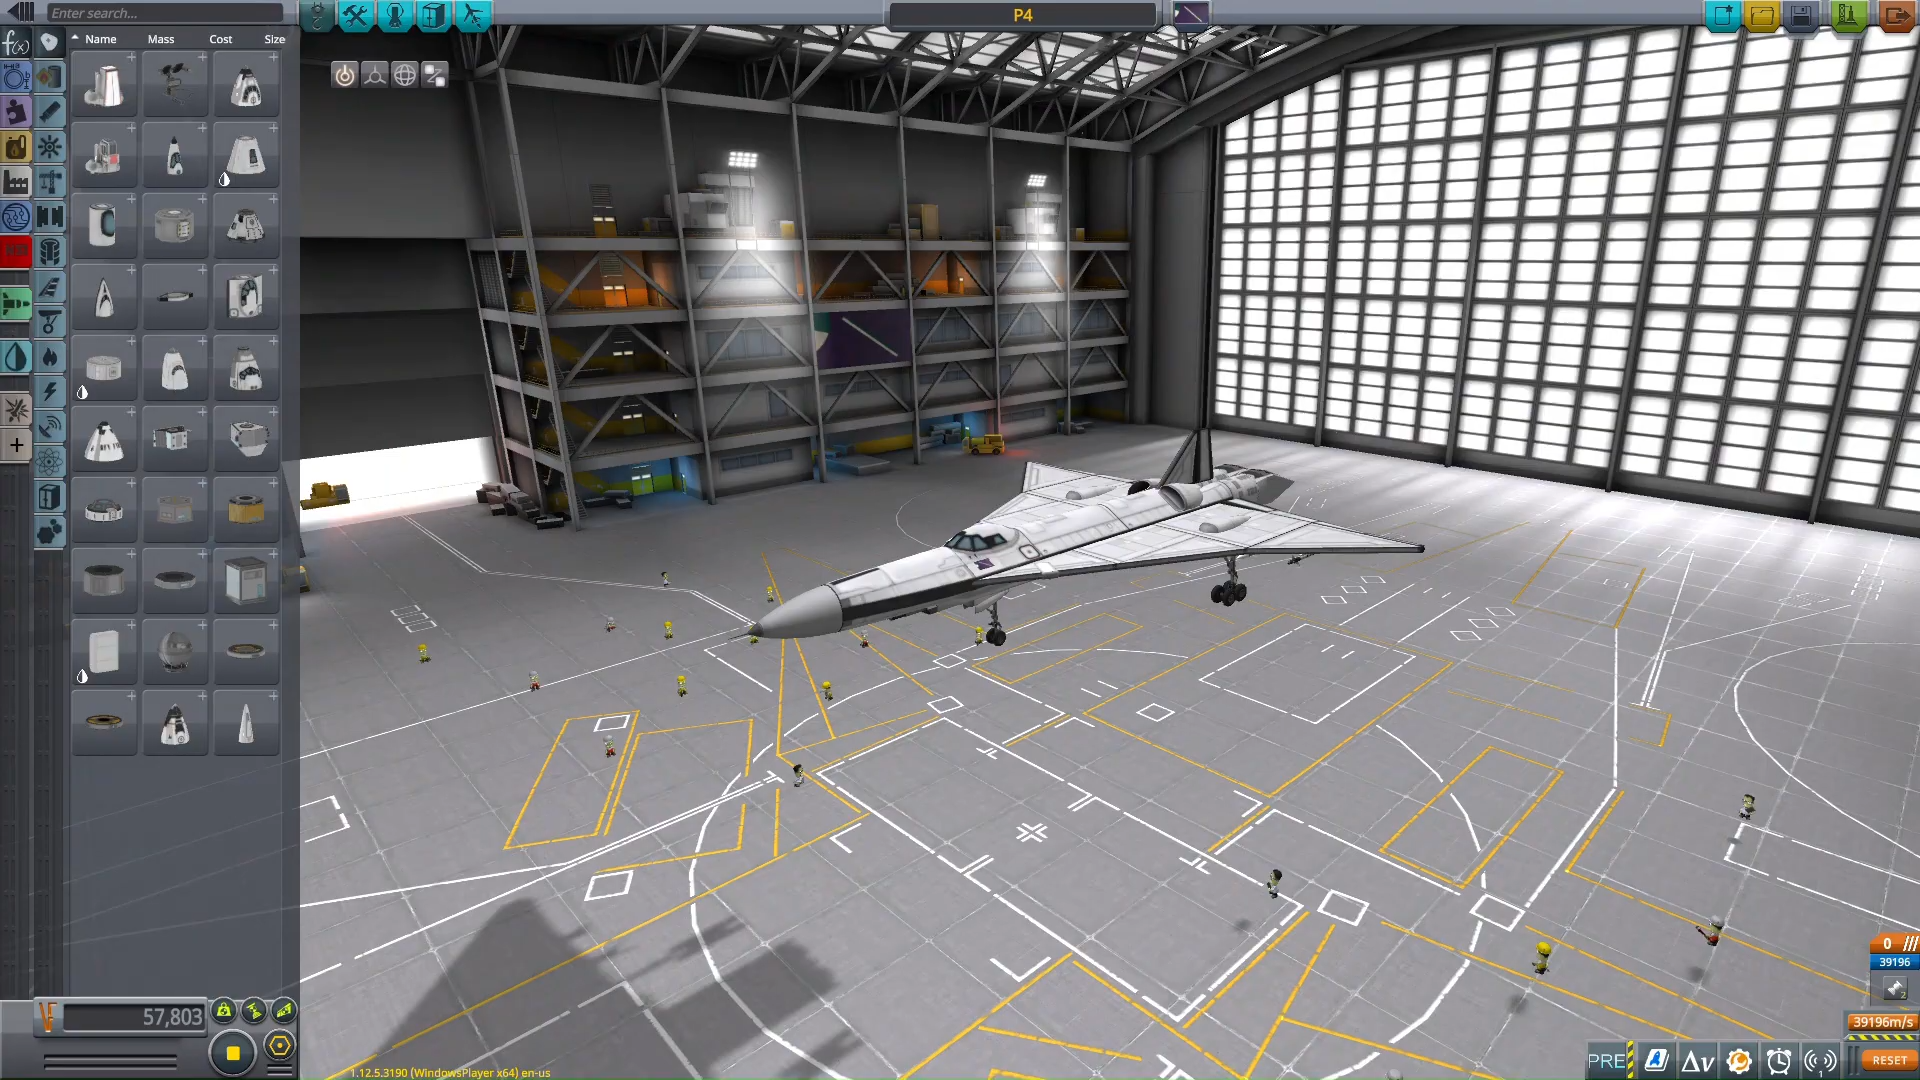 Enter search...
P4
Name Mass Cost Size
57,803
1.12.5.3190 (WindowsPlayer x64) en-us
0
39196
39196m/s
PRE
Δv
RESET